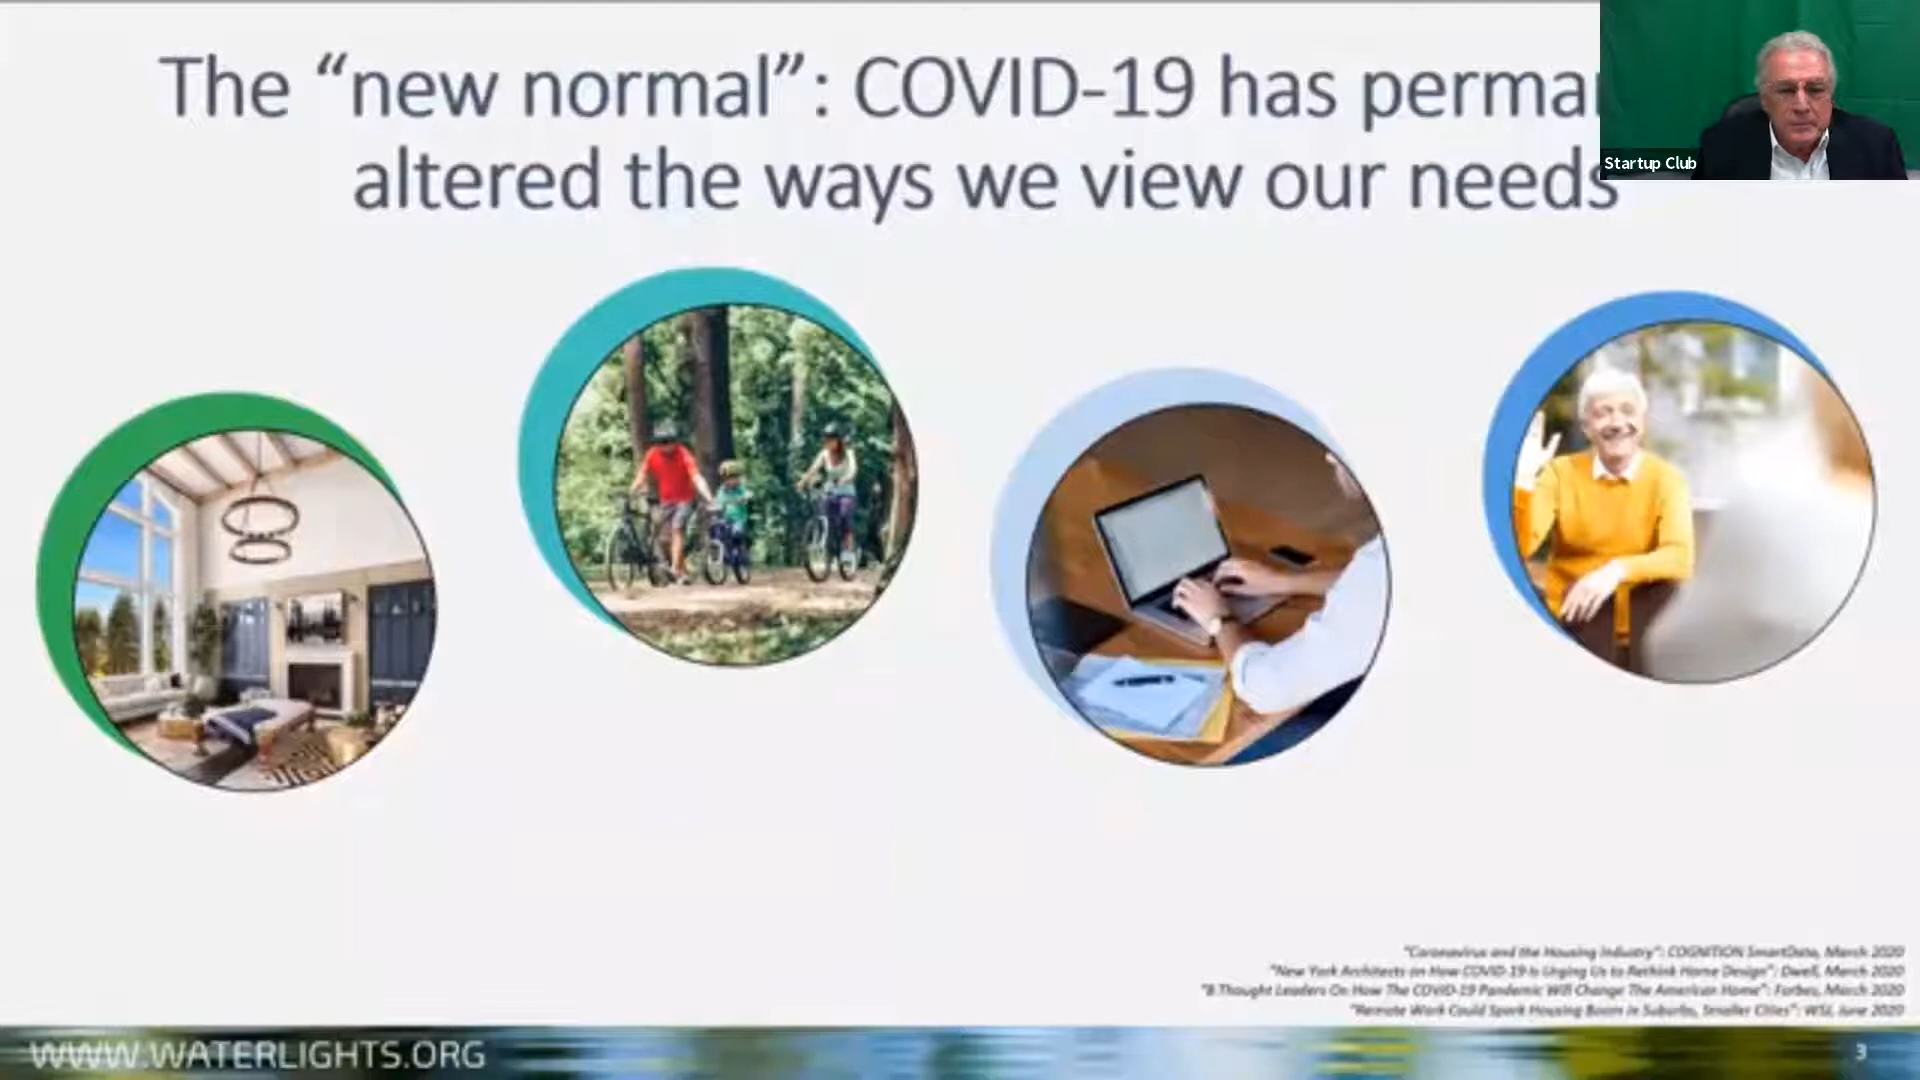 The “new normal”: COVID-19 has perma
altered the ways we view our needs
Startup Club
"Coronavirus and the Housing Industry": COGNITION SmartData, March 2020
"New York Architects on How COVID-19 Is Urging Us to Rethink Home Design": Dwell, March 2020
"8 Thought Leaders On How The COVID-19 Pandemic Will Change The American Home": Forbes, March 2020
"Remote Work Could Spark Housing Boom in Suburbs, Smaller Cities": WSJ, June 2020
WWW.WATERLIGHTS.ORG
3